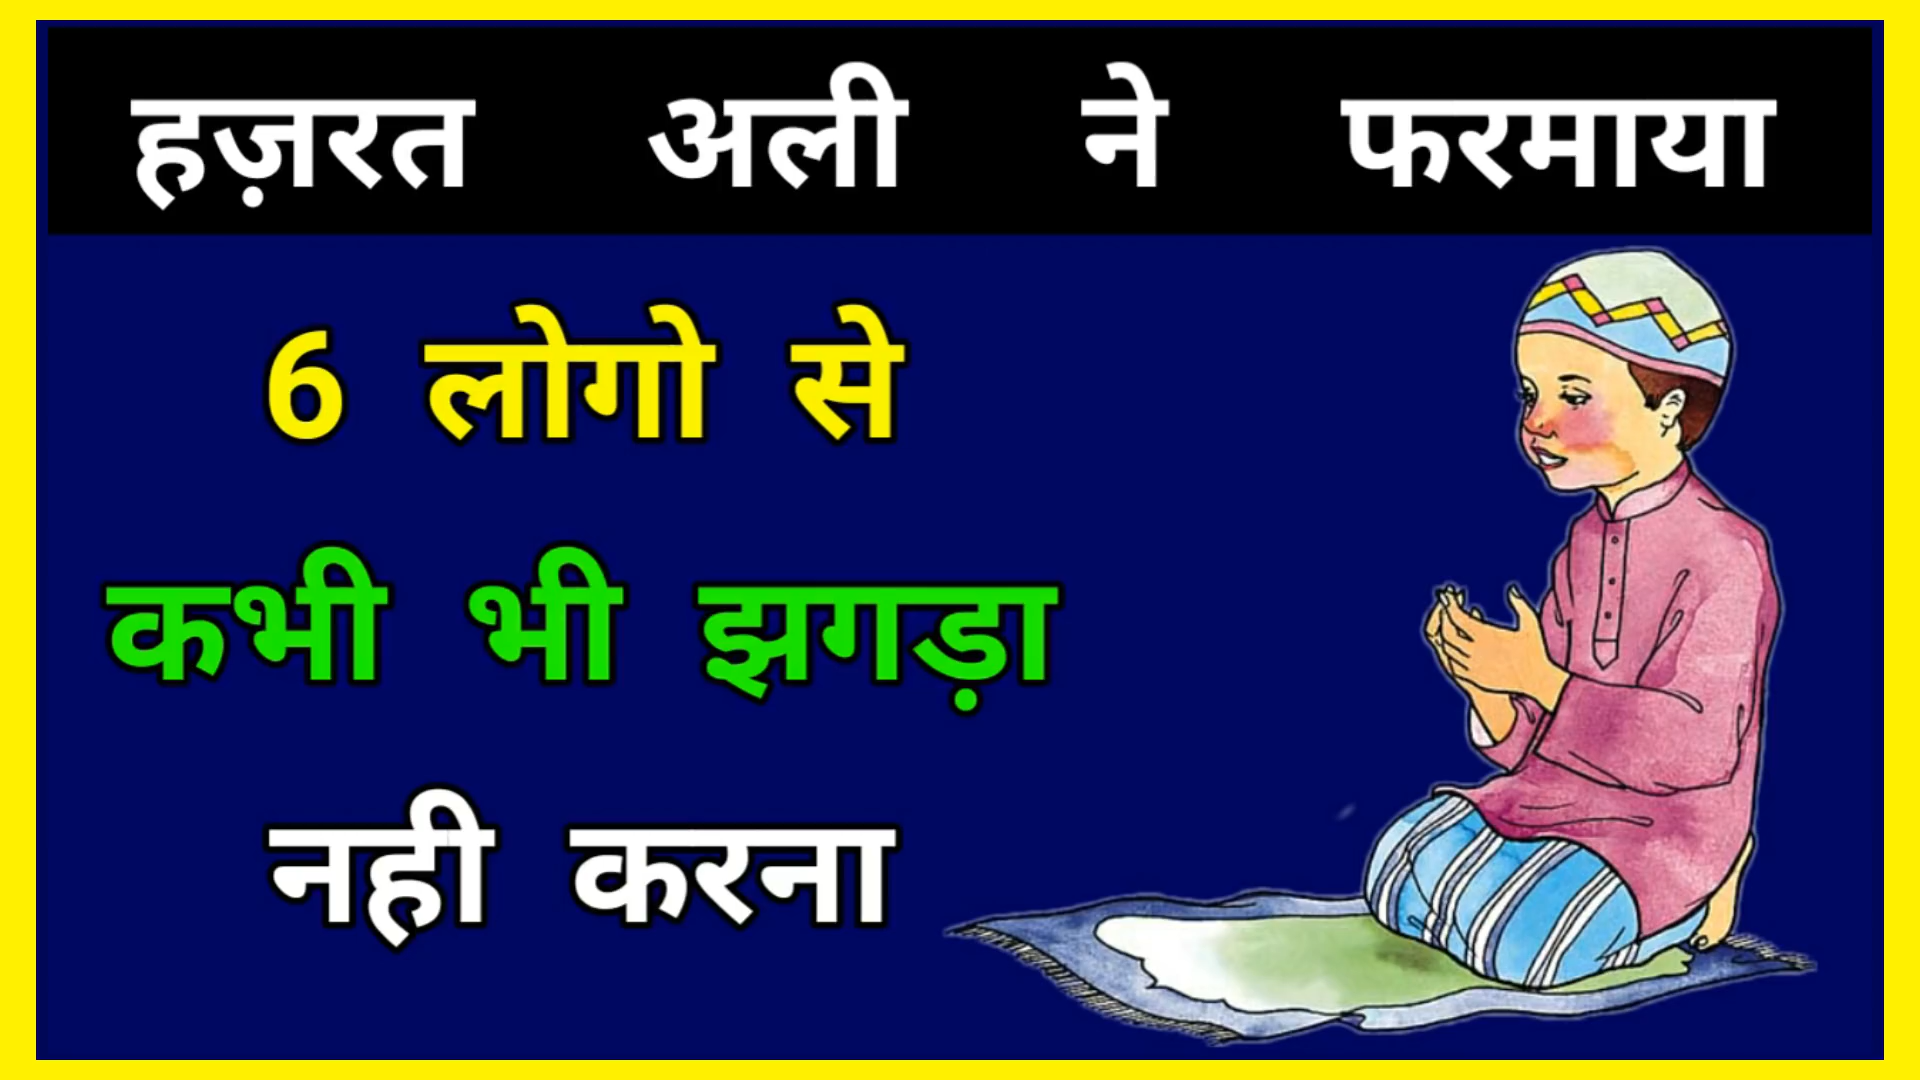 हज़रत अली ने फरमाया
6 लोगो से
कभी भी झगड़ा
नही करना